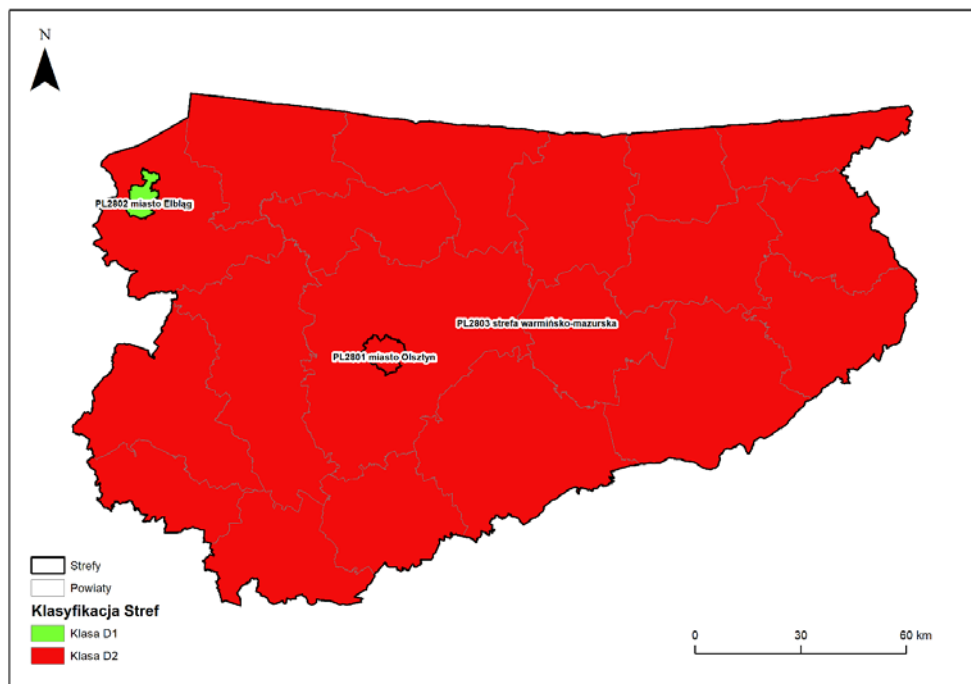 N
PL2802 miasto Elbląg
PL2803 strefa warmińsko-mazurska
PL2801 miasto Olsztyn
Strefy
Powiaty
Klasyfikacja Stref
Klasa D1
Klasa D2
0 30 60 km